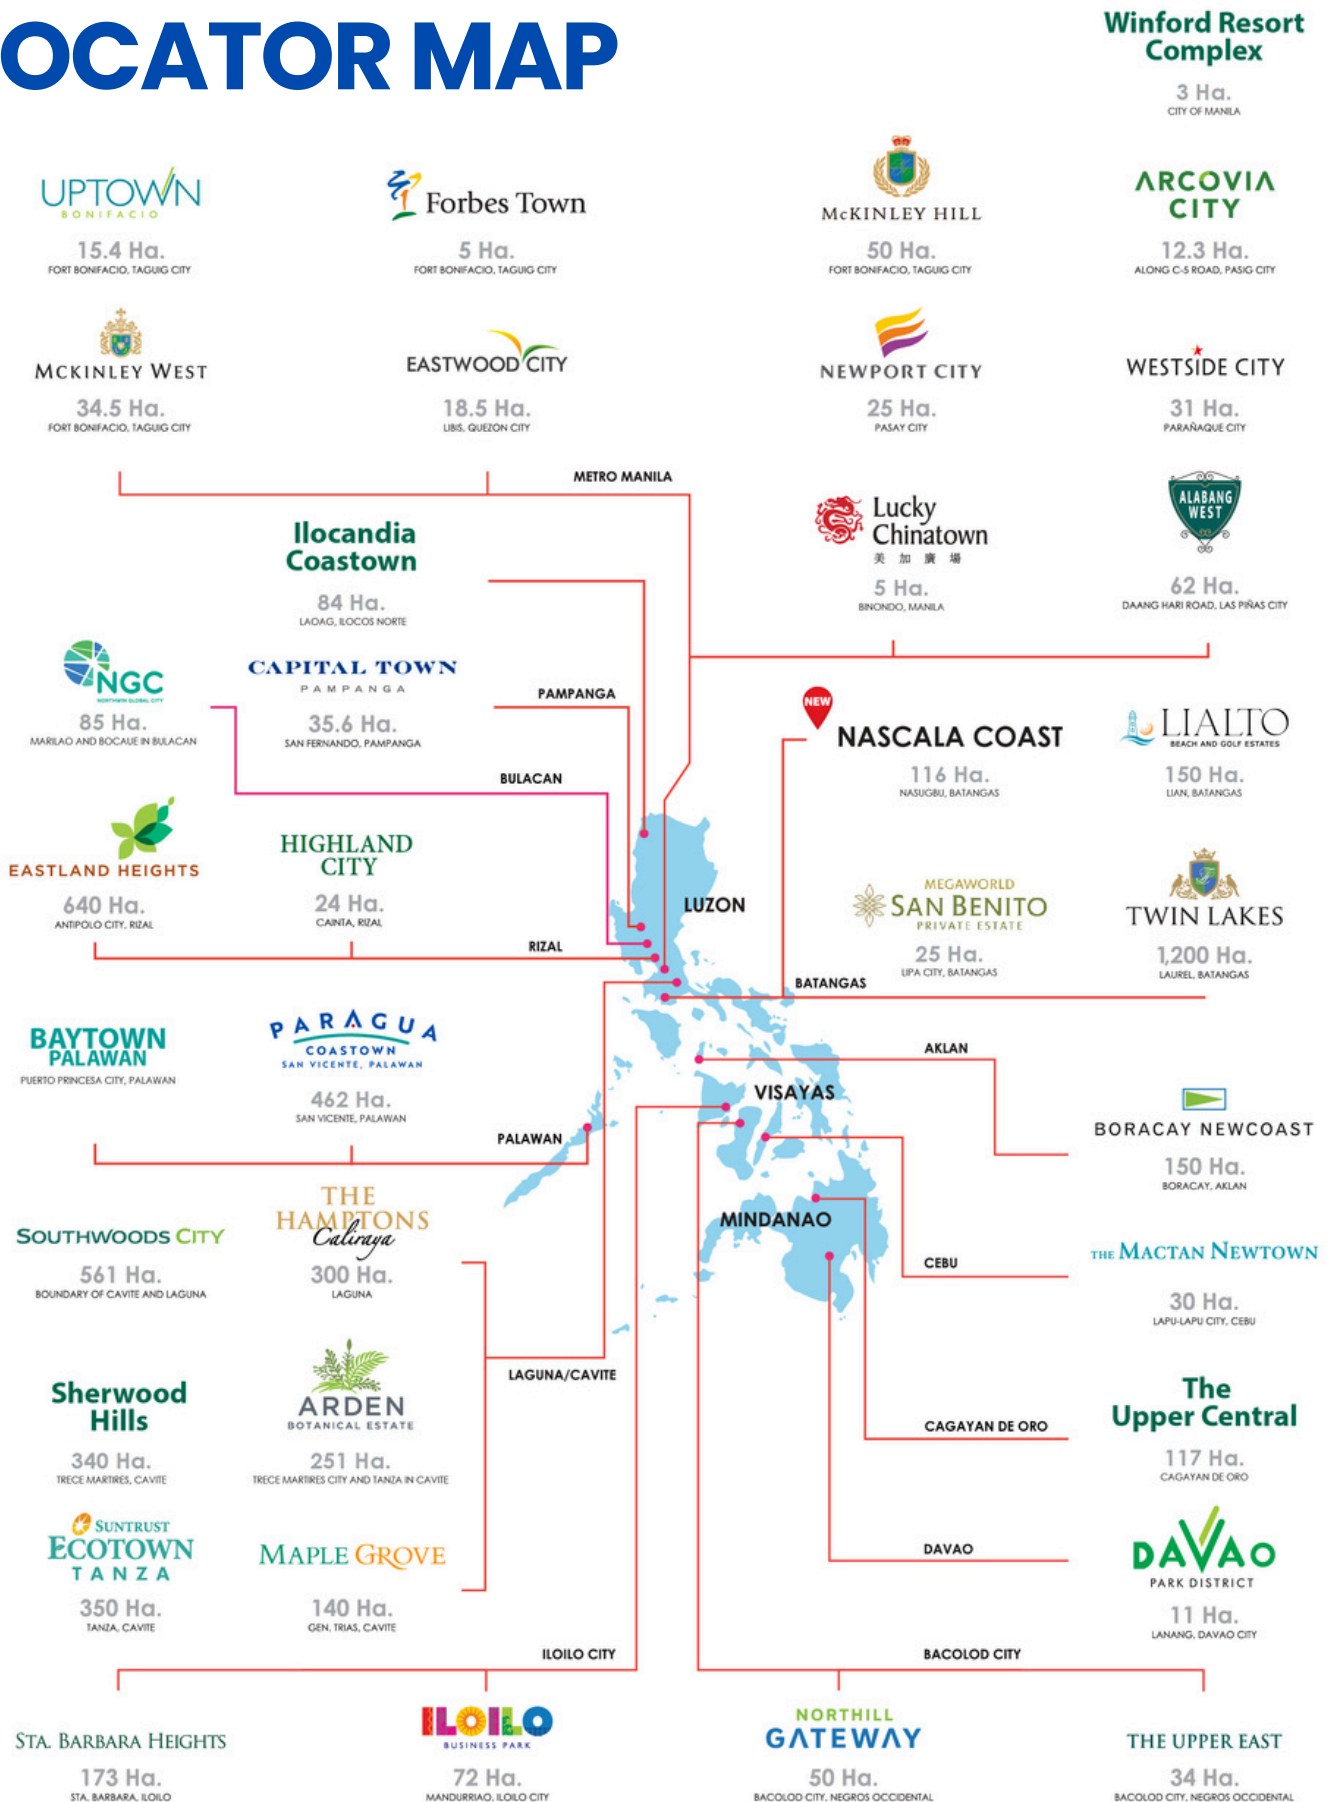 OCATOR MAP
Winford Resort
Complex
3 Ha.
CITY OF MANILA
UPTOWN
BONIFACIO
15.4 Ha.
FORT BONIFACIO, TAGUIG CITY
Forbes Town
5 Ha.
FORT BONIFACIO, TAGUIG CITY
McKINLEY HILL
50 Ha.
FORT BONIFACIO, TAGUIG CITY
ARCOVIA
CITY
12.3 Ha.
ALONG C-5 ROAD, PASIG CITY
MCKINLEY WEST
34.5 Ha.
FORT BONIFACIO, TAGUIG CITY
EASTWOOD CITY
18.5 Ha.
LIBIS, QUEZON CITY
NEWPORT CITY
25 Ha.
PASAY CITY
WESTSIDE CITY
31 Ha.
PARAÑAQUE CITY
METRO MANILA
Lucky
Chinatown
美加廣場
5 Ha.
BINONDO, MANILA
ALABANG
WEST
62 Ha.
DAANG HARI ROAD, LAS PIÑAS CITY
Ilocandia
Coastown
84 Ha.
LAOAG, ILOCOS NORTE
NGC
NORTHWIN GLOBAL CITY
85 Ha.
MARILAO AND BOCAUE IN BULACAN
CAPITAL TOWN
PAMPANGA
35.6 Ha.
SAN FERNANDO, PAMPANGA
PAMPANGA
BULACAN
NEW
NASCALA COAST
116 Ha.
NASUGBU, BATANGAS
LIALTO
BEACH AND GOLF ESTATES
150 Ha.
LIAN, BATANGAS
EASTLAND HEIGHTS
640 Ha.
ANTIPOLO CITY, RIZAL
HIGHLAND
CITY
24 Ha.
CAINTA, RIZAL
RIZAL
LUZON
MEGAWORLD
SAN BENITO
PRIVATE ESTATE
25 Ha.
LIPA CITY, BATANGAS
TWIN LAKES
1,200 Ha.
LAUREL, BATANGAS
BATANGAS
BAYTOWN
PALAWAN
PUERTO PRINCESA CITY, PALAWAN
PARAGUA
COASTOWN
SAN VICENTE, PALAWAN
462 Ha.
SAN VICENTE, PALAWAN
PALAWAN
AKLAN
VISAYAS
BORACAY NEWCOAST
150 Ha.
BORACAY, AKLAN
SOUTHWOODS CITY
561 Ha.
BOUNDARY OF CAVITE AND LAGUNA
THE
HAMPTONS
Caliraya
300 Ha.
LAGUNA
MINDANAO
CEBU
THE MACTAN NEWTOWN
30 Ha.
LAPU-LAPU CITY, CEBU
LAGUNA/CAVITE
Sherwood
Hills
340 Ha.
TRECE MARTIRES, CAVITE
ARDEN
BOTANICAL ESTATE
251 Ha.
TRECE MARTIRES CITY AND TANZA IN CAVITE
CAGAYAN DE ORO
The
Upper Central
117 Ha.
CAGAYAN DE ORO
SUNTRUST
ECOTOWN
TANZA
350 Ha.
TANZA, CAVITE
MAPLE GROVE
140 Ha.
GEN. TRIAS, CAVITE
DAVAO
DAVAO
PARK DISTRICT
11 Ha.
LANANG, DAVAO CITY
ILOILO CITY
BACOLOD CITY
STA. BARBARA HEIGHTS
173 Ha.
STA. BARBARA, ILOILO
ILOILO
BUSINESS PARK
72 Ha.
MANDURRIAO, ILOILO CITY
NORTHILL
GATEWAY
50 Ha.
BACOLOD CITY, NEGROS OCCIDENTAL
THE UPPER EAST
34 Ha.
BACOLOD CITY, NEGROS OCCIDENTAL